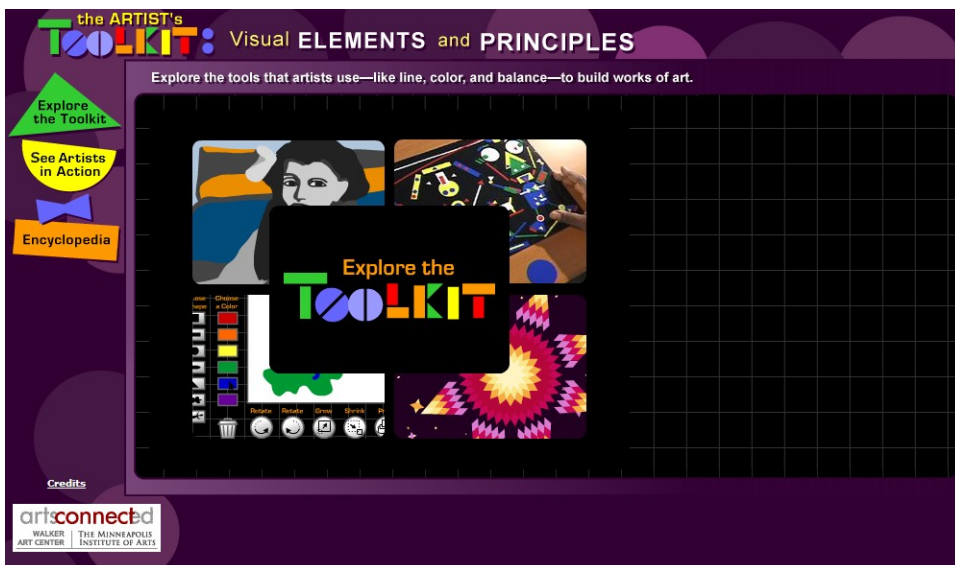 the ARTIST's
TOOLKIT: Visual ELEMENTS and PRINCIPLES
Explore the tools that artists use—like line, color, and balance—to build works of art.
Explore
the Toolkit
See Artists
in Action
Encyclopedia
Explore the
TOOLKIT
Choose
a Color
Rotate Rotate Grow Shrink
Credits
artsconnected
WALKER
ART CENTER
THE MINNEAPOLIS
INSTITUTE OF ARTS